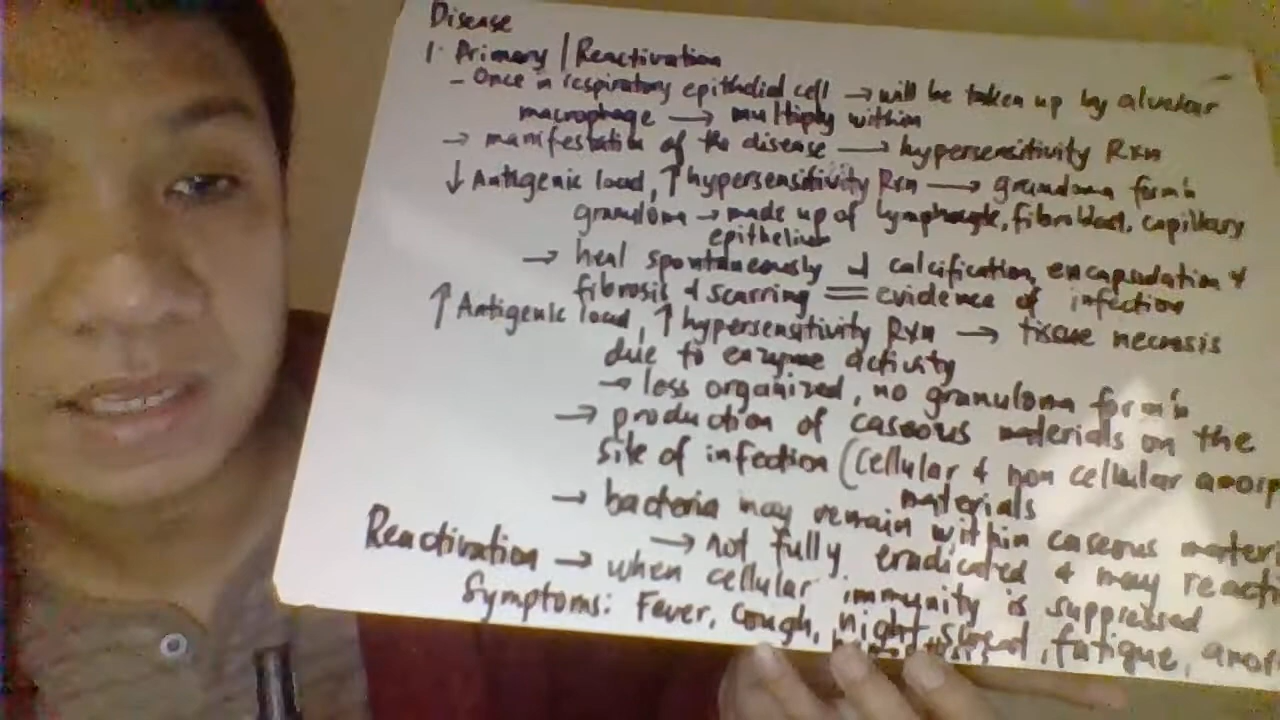 Disease
1. Primary / Reactivation
- Once in respiratory epithelial cell → will be taken up by alveolar
macrophage → multiply within
→ manifestation of the disease → hypersensitivity Rxn
↓ Antigenic load, ↑ hypersensitivity Rxn → granuloma form'n
granuloma → made up of lymphocyte, fibroblast, capillary
epithelium
→ heal spontaneously w/ calcification, encapsulation &
fibrosis & scarring = evidence of infection
↑ Antigenic load, ↑ hypersensitivity Rxn → tissue necrosis
due to enzyme activity
→ less organized, no granuloma form'n
→ production of caseous materials on the
site of infection (cellular & non cellular amorp
materials
→ bacteria may remain within caseous materi
→ not fully eradicated & may reacti
Reactivation → when cellular immunity is suppressed
Symptoms: Fever, cough, night sweat, fatigue, anor